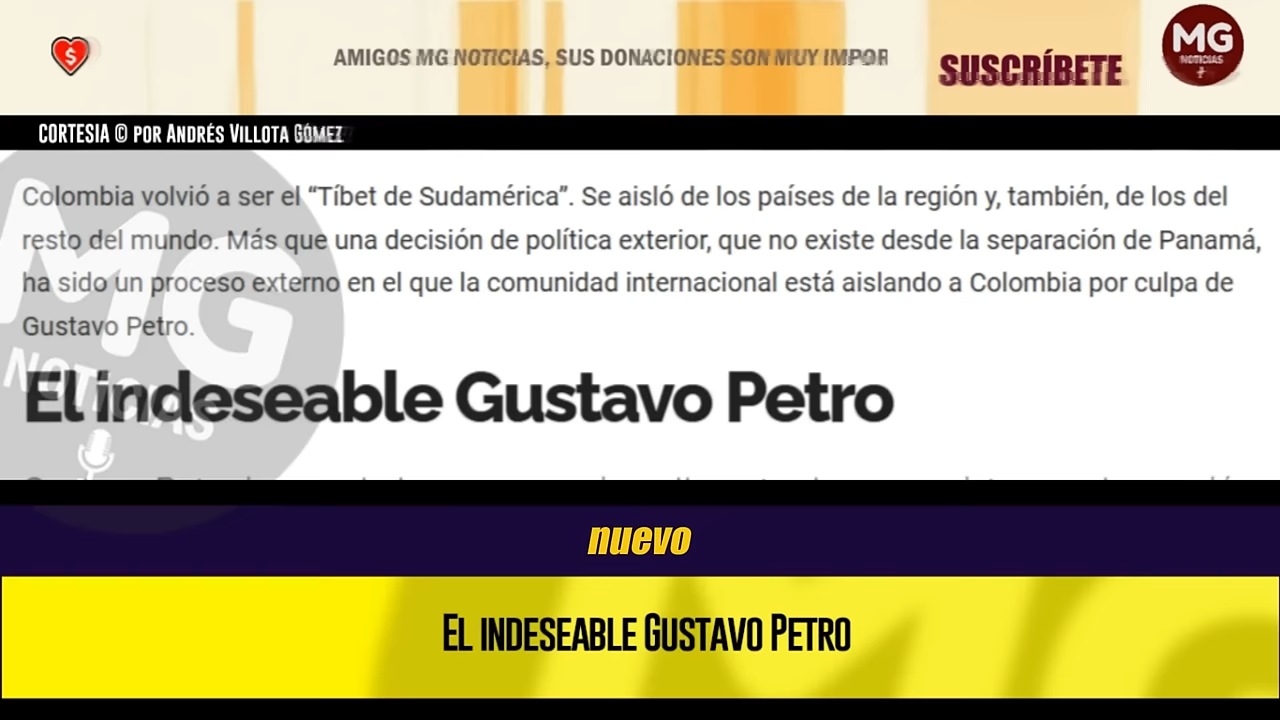 AMIGOS MG NOTICIAS, SUS DONACIONES SON MUY IMPOR
SUSCRÍBETE
MG
NOTICIAS
CORTESIA © POR ANDRÉS VILLOTA GÓMEZ
Colombia volvió a ser el “Tíbet de Sudamérica”. Se aisló de los países de la región y, también, de los del
resto del mundo. Más que una decisión de política exterior, que no existe desde la separación de Panamá,
ha sido un proceso externo en el que la comunidad internacional está aislando a Colombia por culpa de
Gustavo Petro.
MG
NOTICIAS
El indeseable Gustavo Petro
nuevo
EL INDESEABLE GUSTAVO PETRO